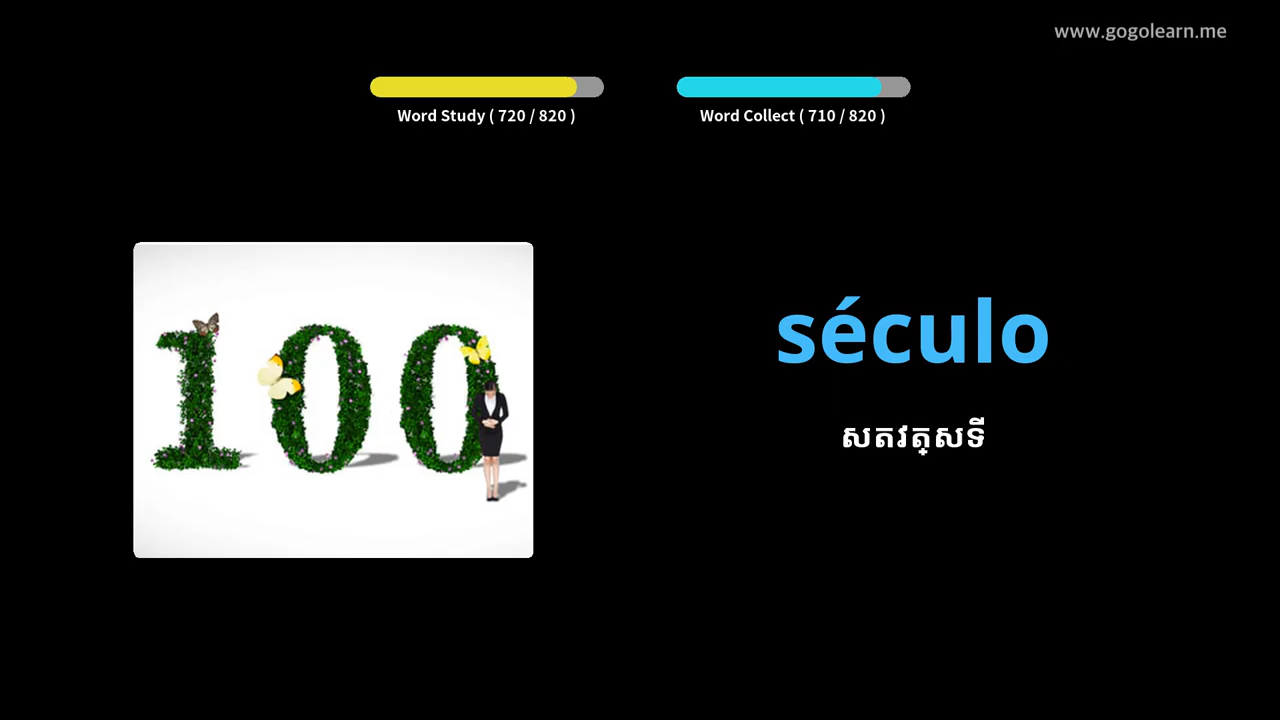 www.gogolearn.me
Word Study ( 720 / 820 )
Word Collect ( 710 / 820 )
100
século
សតវត្សទី